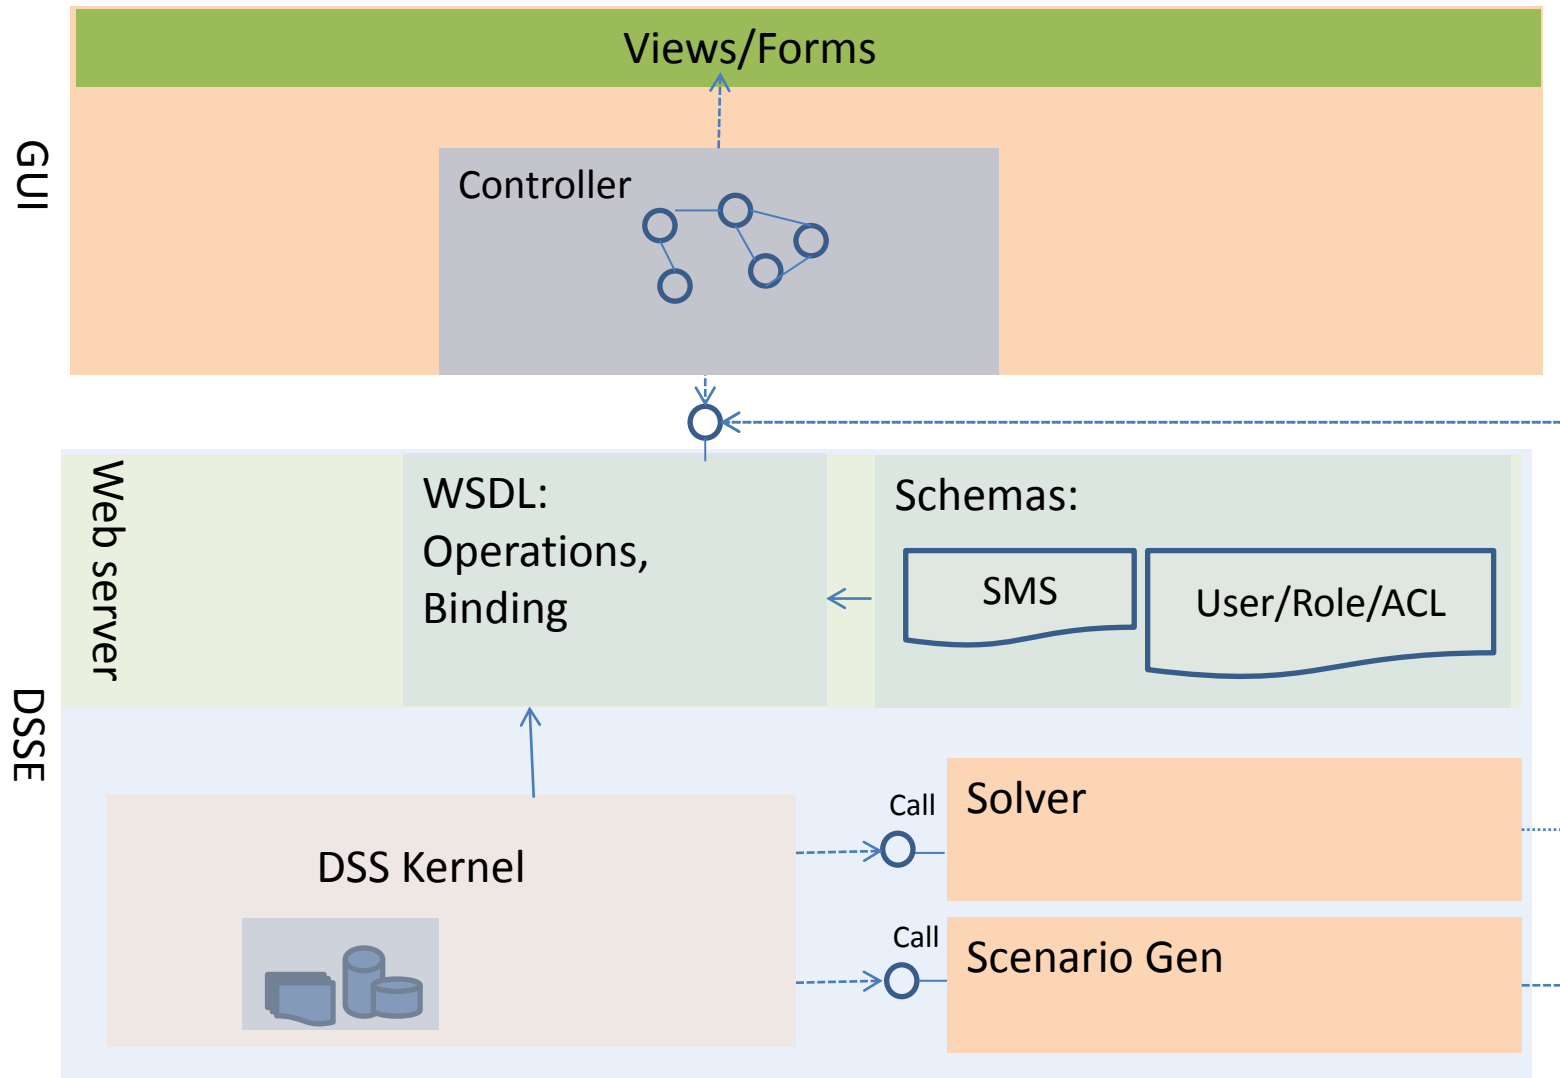 Views/Forms
GUI
Controller
Web server
WSDL:
Operations,
Binding
Schemas:
SMS
User/Role/ACL
DSSE
Call
Solver
DSS Kernel
Call
Scenario Gen